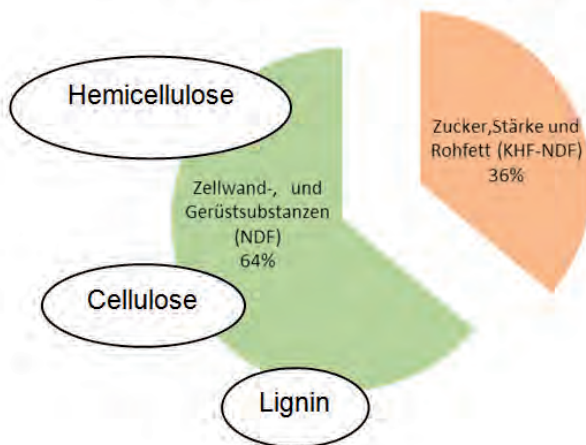 Hemicellulose
Zucker,Stärke und
Rohfett (KHF-NDF)
36%
Zellwand-, und
Gerüstsubstanzen
(NDF)
64%
Cellulose
Lignin